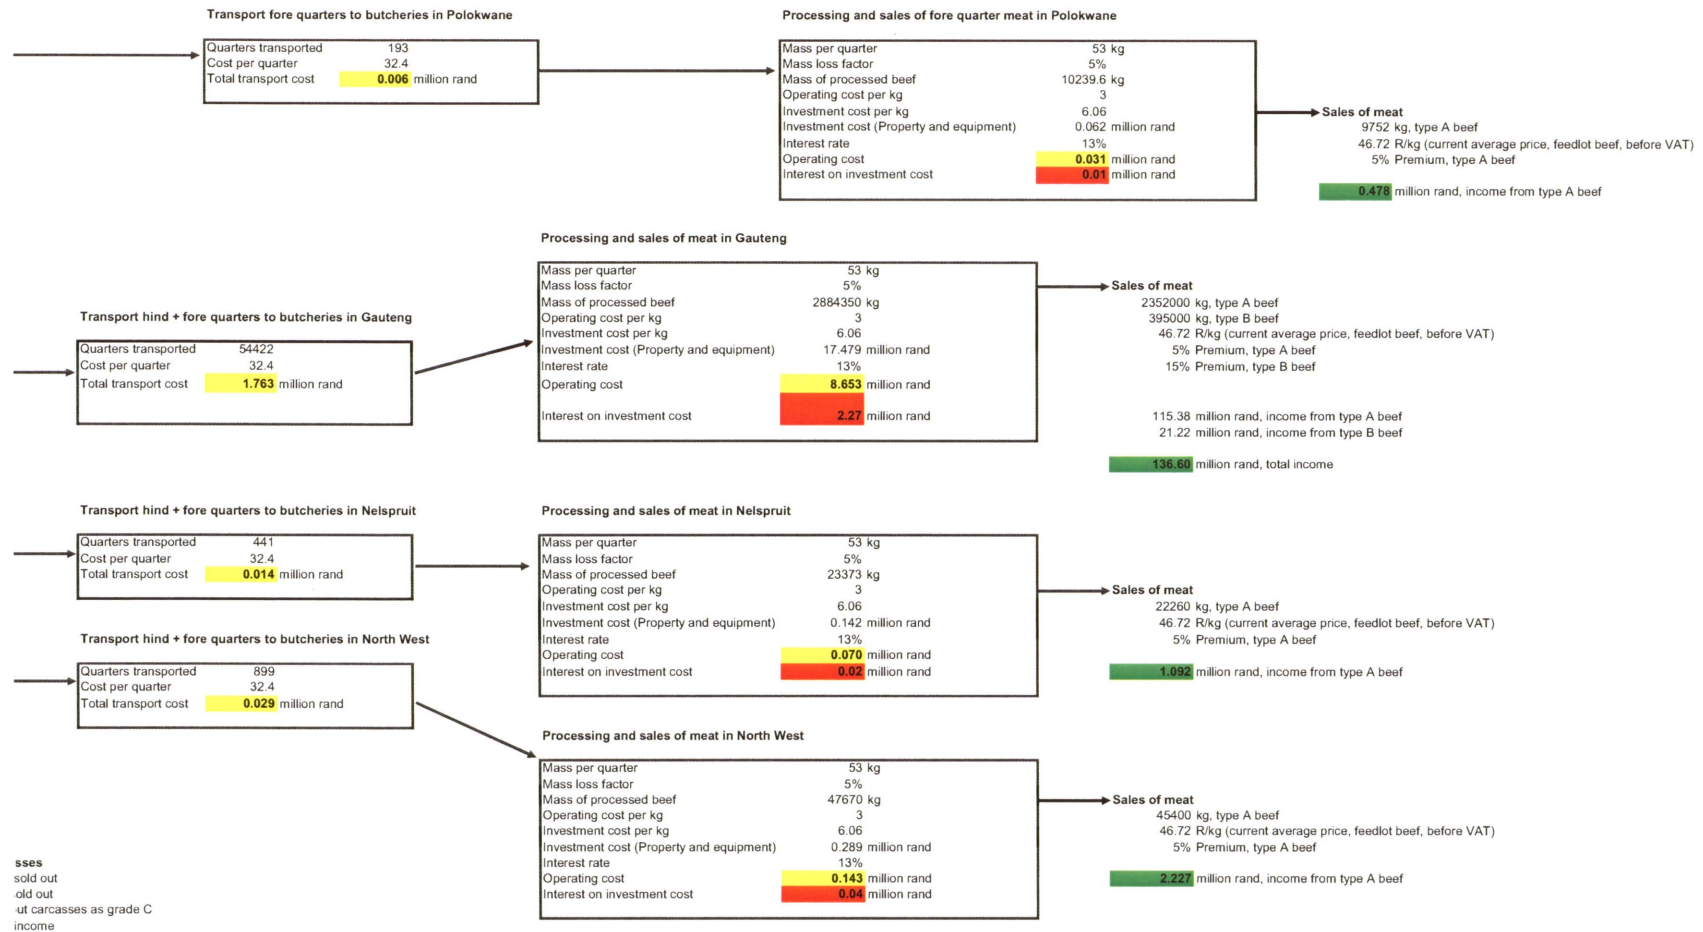 Transport fore quarters to butcheries in Polokwane
Quarters transported 193
Cost per quarter 32.4
Total transport cost 0.006 million rand
Processing and sales of fore quarter meat in Polokwane
Mass per quarter 53 kg
Mass loss factor 5%
Mass of processed beef 10239.6 kg
Operating cost per kg 3
Investment cost per kg 6.06
Investment cost (Property and equipment) 0.062 million rand
Interest rate 13%
Operating cost 0.031 million rand
Interest on investment cost 0.01 million rand
Sales of meat
9752 kg, type A beef
46.72 R/kg (current average price, feedlot beef, before VAT)
5% Premium, type A beef
0.478 million rand, income from type A beef
Transport hind + fore quarters to butcheries in Gauteng
Quarters transported 54422
Cost per quarter 32.4
Total transport cost 1.763 million rand
Processing and sales of meat in Gauteng
Mass per quarter 53 kg
Mass loss factor 5%
Mass of processed beef 2884350 kg
Operating cost per kg 3
Investment cost per kg 6.06
Investment cost (Property and equipment) 17.479 million rand
Interest rate 13%
Operating cost 8.653 million rand
Interest on investment cost 2.27 million rand
Sales of meat
2352000 kg, type A beef
395000 kg, type B beef
46.72 R/kg (current average price, feedlot beef, before VAT)
5% Premium, type A beef
15% Premium, type B beef
115.38 million rand, income from type A beef
21.22 million rand, income from type B beef
136.60 million rand, total income
Transport hind + fore quarters to butcheries in Nelspruit
Quarters transported 441
Cost per quarter 32.4
Total transport cost 0.014 million rand
Processing and sales of meat in Nelspruit
Mass per quarter 53 kg
Mass loss factor 5%
Mass of processed beef 23373 kg
Operating cost per kg 3
Investment cost per kg 6.06
Investment cost (Property and equipment) 0.142 million rand
Interest rate 13%
Operating cost 0.070 million rand
Interest on investment cost 0.02 million rand
Sales of meat
22260 kg, type A beef
46.72 R/kg (current average price, feedlot beef, before VAT)
5% Premium, type A beef
1.092 million rand, income from type A beef
Transport hind + fore quarters to butcheries in North West
Quarters transported 899
Cost per quarter 32.4
Total transport cost 0.029 million rand
Processing and sales of meat in North West
Mass per quarter 53 kg
Mass loss factor 5%
Mass of processed beef 47670 kg
Operating cost per kg 3
Investment cost per kg 6.06
Investment cost (Property and equipment) 0.289 million rand
Interest rate 13%
Operating cost 0.143 million rand
Interest on investment cost 0.04 million rand
Sales of meat
45400 kg, type A beef
46.72 R/kg (current average price, feedlot beef, before VAT)
5% Premium, type A beef
2.227 million rand, income from type A beef
sses
sold out
old out
ut carcasses as grade C
income